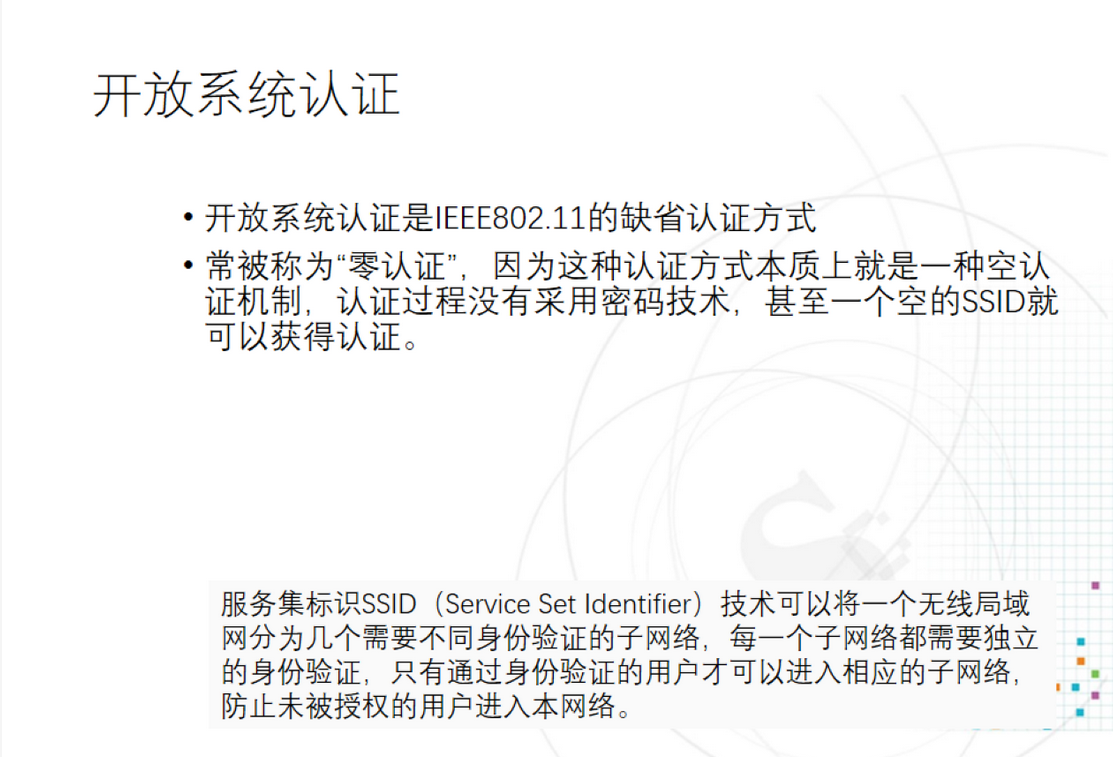 开放系统认证
• 开放系统认证是IEEE802.11的缺省认证方式
• 常被称为“零认证”，因为这种认证方式本质上就是一种空认
证机制，认证过程没有采用密码技术，甚至一个空的SSID就
可以获得认证。
服务集标识SSID（Service Set Identifier）技术可以将一个无线局域
网分为几个需要不同身份验证的子网络，每一个子网络都需要独立
的身份验证，只有通过身份验证的用户才可以进入相应的子网络，
防止未被授权的用户进入本网络。